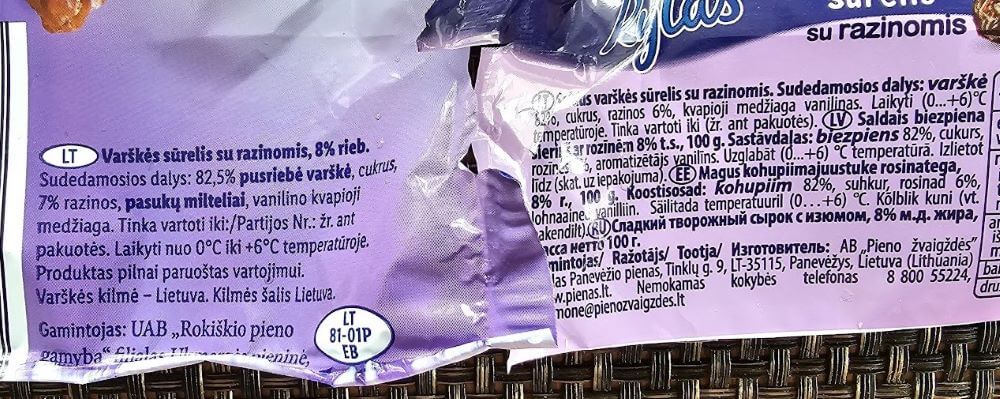 LT Varškės sūrelis su razinomis, 8% rieb.
Sudedamosios dalys: 82,5% pusriebė varškė, cukrus,
7% razinos, pasukų milteliai, vanilino kvapioji
medžiaga. Tinka vartoti iki:/Partijos Nr.: žr. ant
pakuotės. Laikyti nuo 0°C iki +6°C temperatūroje.
Produktas pilnai paruoštas vartojimui.
Varškės kilmė – Lietuva. Kilmės šalis Lietuva.
Gamintojas: UAB „Rokiškio pieno
gamyba“ filialas
LT
81-01P
EB
su razinomis
varškės sūrelis su razinomis. Sudedamosios dalys: varškė
82%, cukrus, razinos 6%, kvapioji medžiaga vanilinas. Laikyti (0...+6)°C
temperatūroje. Tinka vartoti iki (žr. ant pakuotės). LV Saldais biezpiena
ar rozīnēm 8% t.s., 100 g. Sastāvdaļas: biezpiens 82%, cukurs,
aromatizētājs vanilīns. Uzglabāt (0...+6) °C temperatūrā. Izlietot
līdz (skat. uz iepakojuma). EE Magus kohupiimajuustuke rosinatega,
8% r., 100 g. Koostisosad: kohupiim 82%, suhkur, rosinad 6%,
lõhnaaine vanilliin. Säilitada temperatuuril (0...+6) °C. Kõlblik kuni (vt.
pakendilt). RU Сладкий творожный сырок с изюмом, 8% м.д. жира,
масса нетто 100 г.
Gamintojas/ Ražotājs/ Tootja/ Изготовитель: AB „Pieno žvaigždės“
Panevėžio pienas, Tinklų g. 9, LT-35115, Panevėžys, Lietuva (Lithuania)
www.pienas.lt. Nemokamas kokybės telefonas 8 800 55224,
mone@pienozvaigzdes.lt